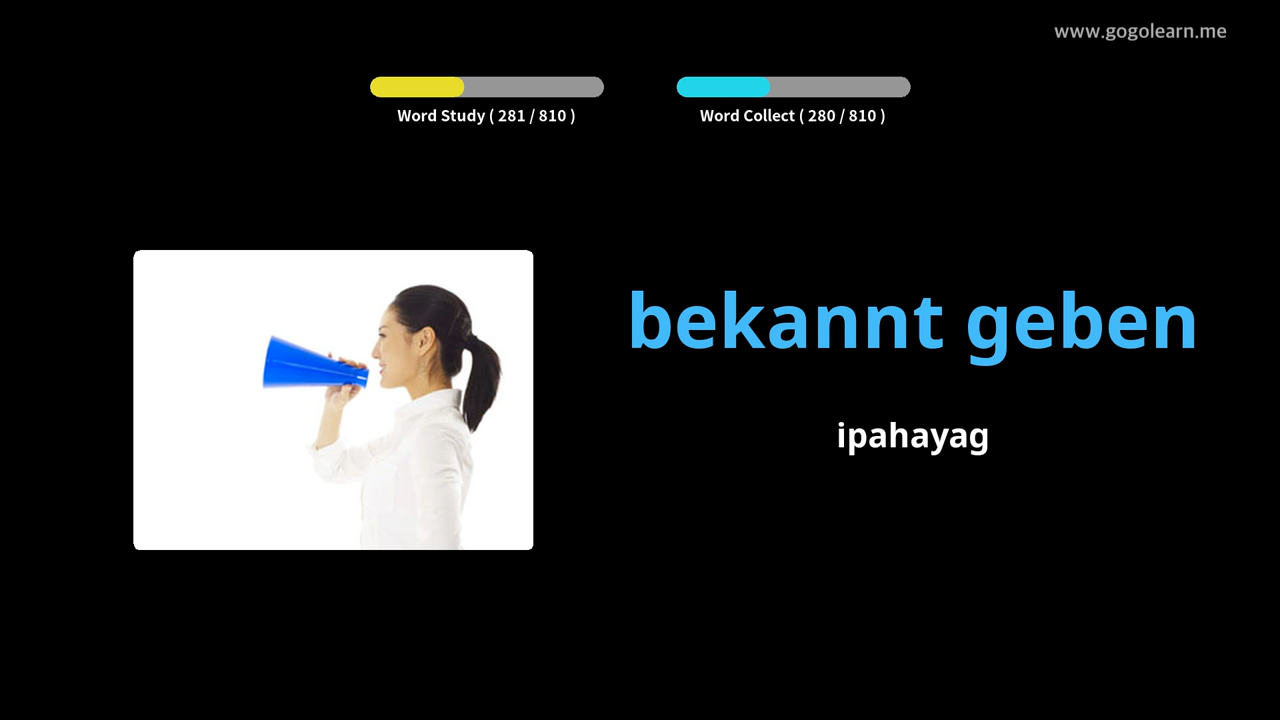 www.gogolearn.me
Word Study ( 281 / 810 )
Word Collect ( 280 / 810 )
bekannt geben
ipahayag